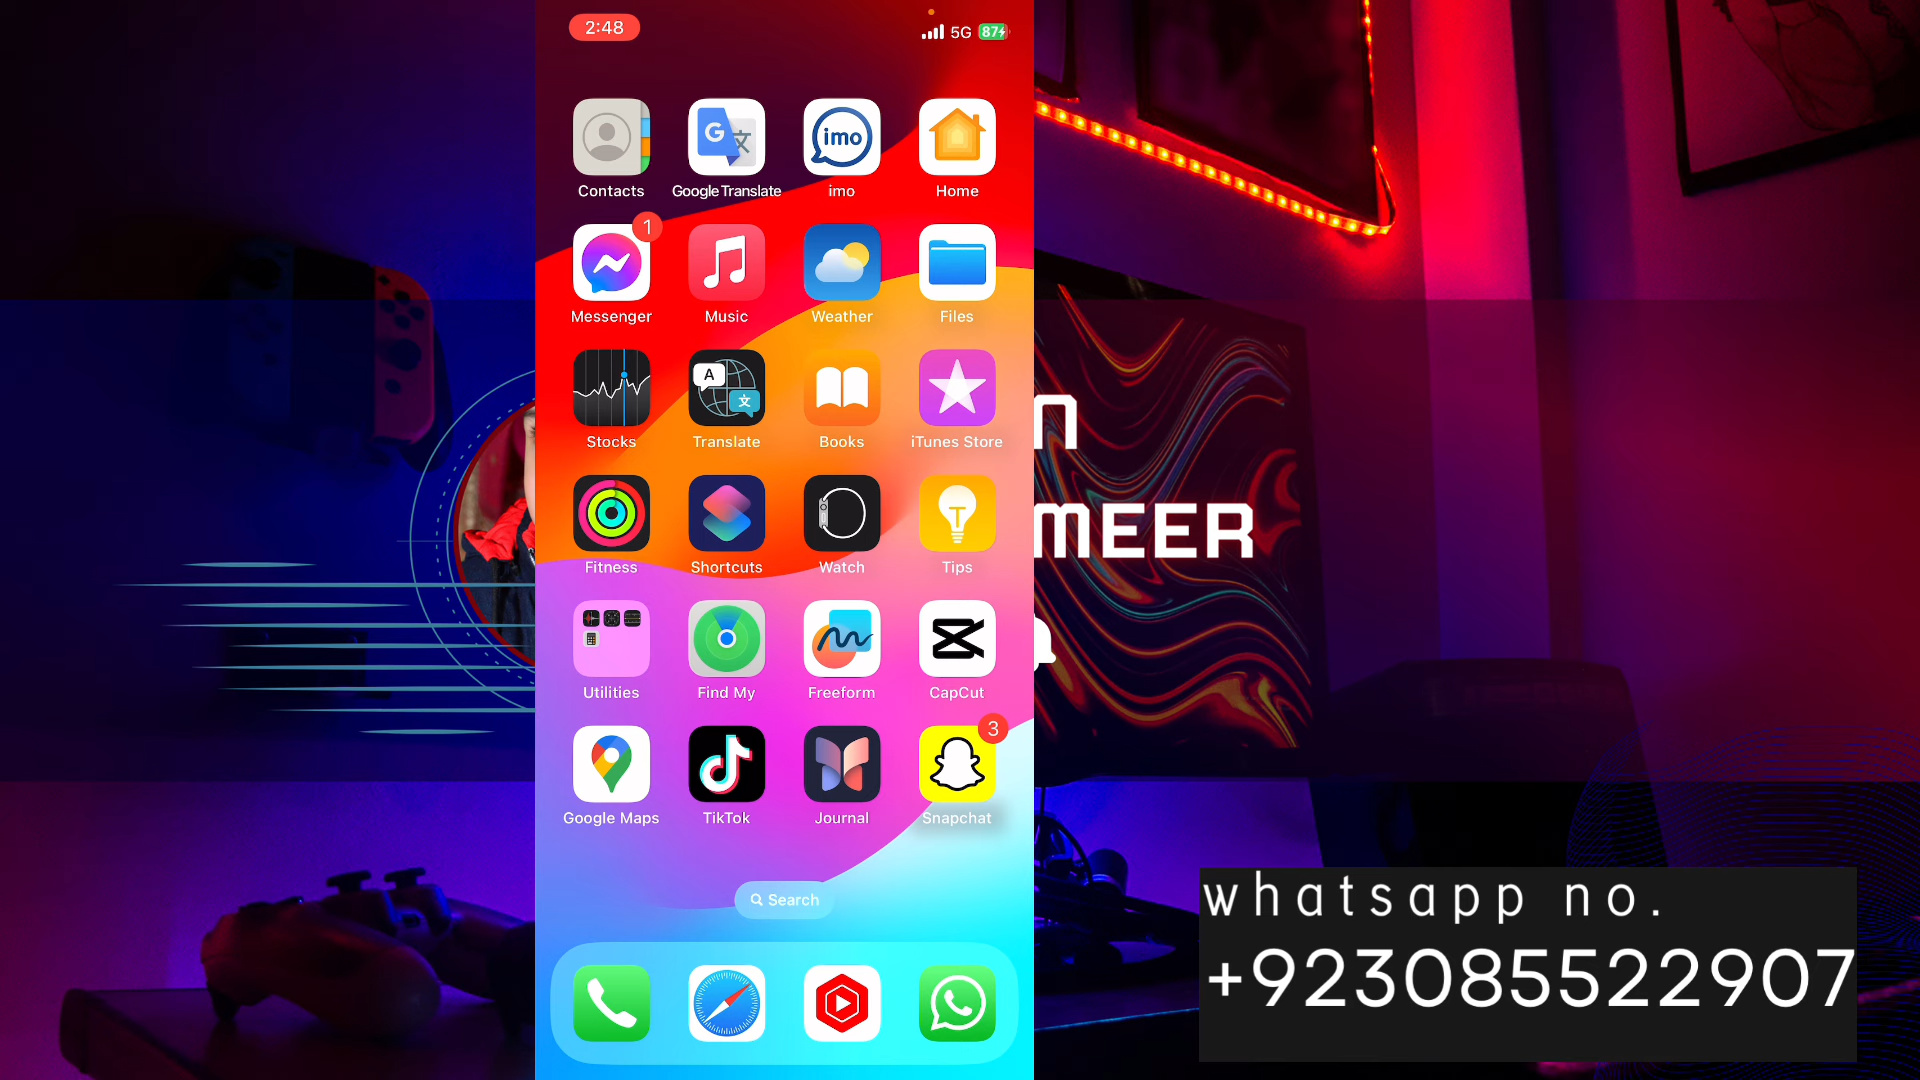 2:48
5G 87
Contacts Google Translate imo Home
1
Messenger Music Weather Files
Stocks Translate Books iTunes Store
Fitness Shortcuts Watch Tips
Utilities Find My Freeform CapCut
3
Google Maps TikTok Journal Snapchat
Search
MEER
whatsapp no.
+923085522907